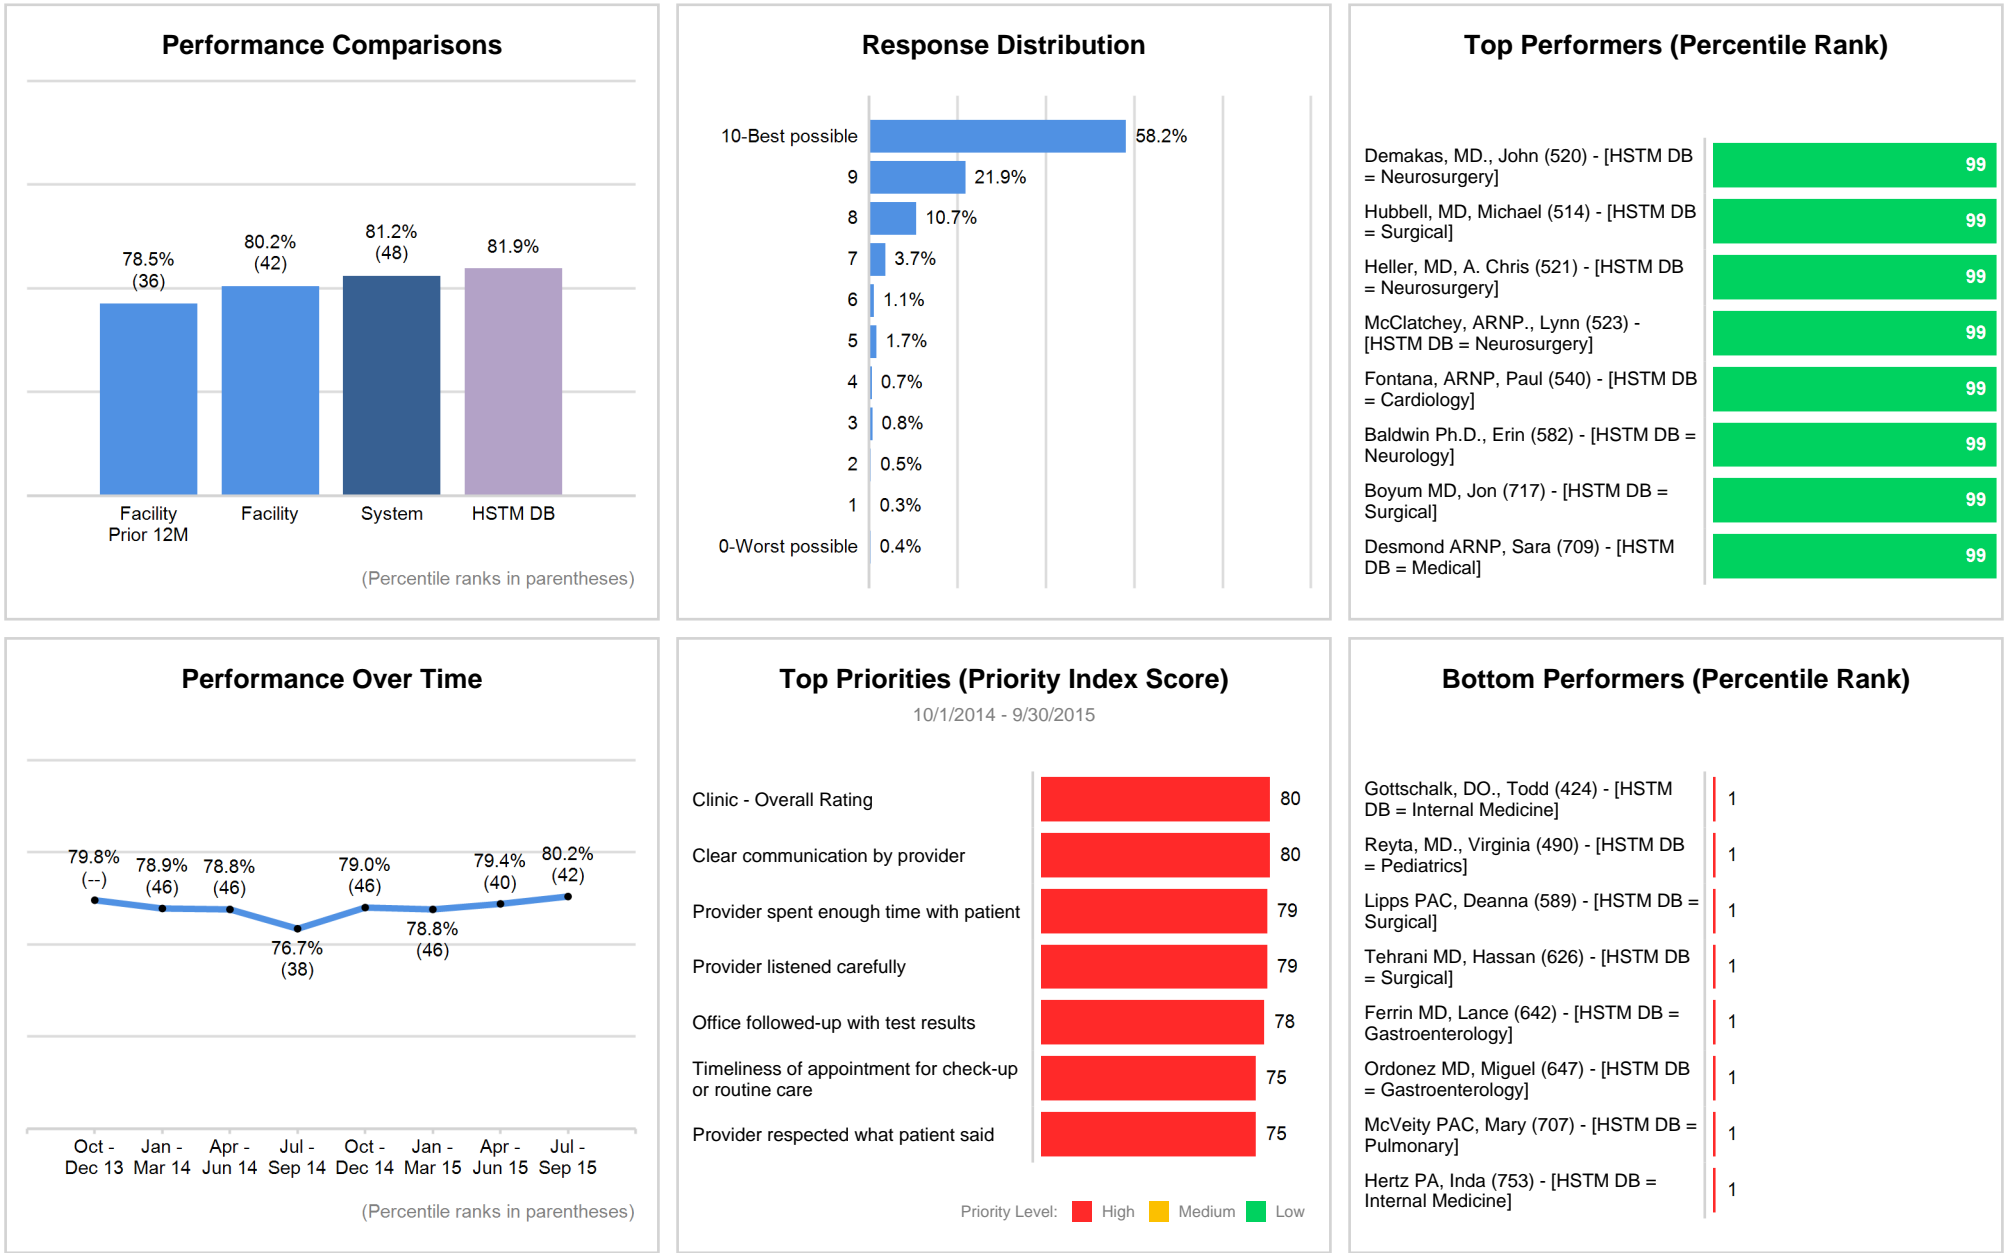 Performance Comparisons
78.5%
(36)
80.2%
(42)
81.2%
(48)
81.9%
Facility
Prior 12M
Facility
System
HSTM DB
(Percentile ranks in parentheses)
Response Distribution
10-Best possible
58.2%
9
21.9%
8
10.7%
7
3.7%
6
1.1%
5
1.7%
4
0.7%
3
0.8%
2
0.5%
1
0.3%
0-Worst possible
0.4%
Top Performers (Percentile Rank)
Demakas, MD., John (520) - [HSTM DB
= Neurosurgery]
99
Hubbell, MD, Michael (514) - [HSTM DB
= Surgical]
99
Heller, MD, A. Chris (521) - [HSTM DB
= Neurosurgery]
99
McClatchey, ARNP., Lynn (523) -
[HSTM DB = Neurosurgery]
99
Fontana, ARNP, Paul (540) - [HSTM DB
= Cardiology]
99
Baldwin Ph.D., Erin (582) - [HSTM DB =
Neurology]
99
Boyum MD, Jon (717) - [HSTM DB =
Surgical]
99
Desmond ARNP, Sara (709) - [HSTM
DB = Medical]
99
Performance Over Time
79.8%
(--)
78.9%
(46)
78.8%
(46)
76.7%
(38)
79.0%
(46)
78.8%
(46)
79.4%
(40)
80.2%
(42)
Oct -
Dec 13
Jan -
Mar 14
Apr -
Jun 14
Jul -
Sep 14
Oct -
Dec 14
Jan -
Mar 15
Apr -
Jun 15
Jul -
Sep 15
(Percentile ranks in parentheses)
Top Priorities (Priority Index Score)
10/1/2014 - 9/30/2015
Clinic - Overall Rating
80
Clear communication by provider
80
Provider spent enough time with patient
79
Provider listened carefully
79
Office followed-up with test results
78
Timeliness of appointment for check-up
or routine care
75
Provider respected what patient said
75
Priority Level: High Medium Low
Bottom Performers (Percentile Rank)
Gottschalk, DO., Todd (424) - [HSTM
DB = Internal Medicine]
1
Reyta, MD., Virginia (490) - [HSTM DB
= Pediatrics]
1
Lipps PAC, Deanna (589) - [HSTM DB =
Surgical]
1
Tehrani MD, Hassan (626) - [HSTM DB
= Surgical]
1
Ferrin MD, Lance (642) - [HSTM DB =
Gastroenterology]
1
Ordonez MD, Miguel (647) - [HSTM DB
= Gastroenterology]
1
McVeity PAC, Mary (707) - [HSTM DB =
Pulmonary]
1
Hertz PA, Inda (753) - [HSTM DB =
Internal Medicine]
1